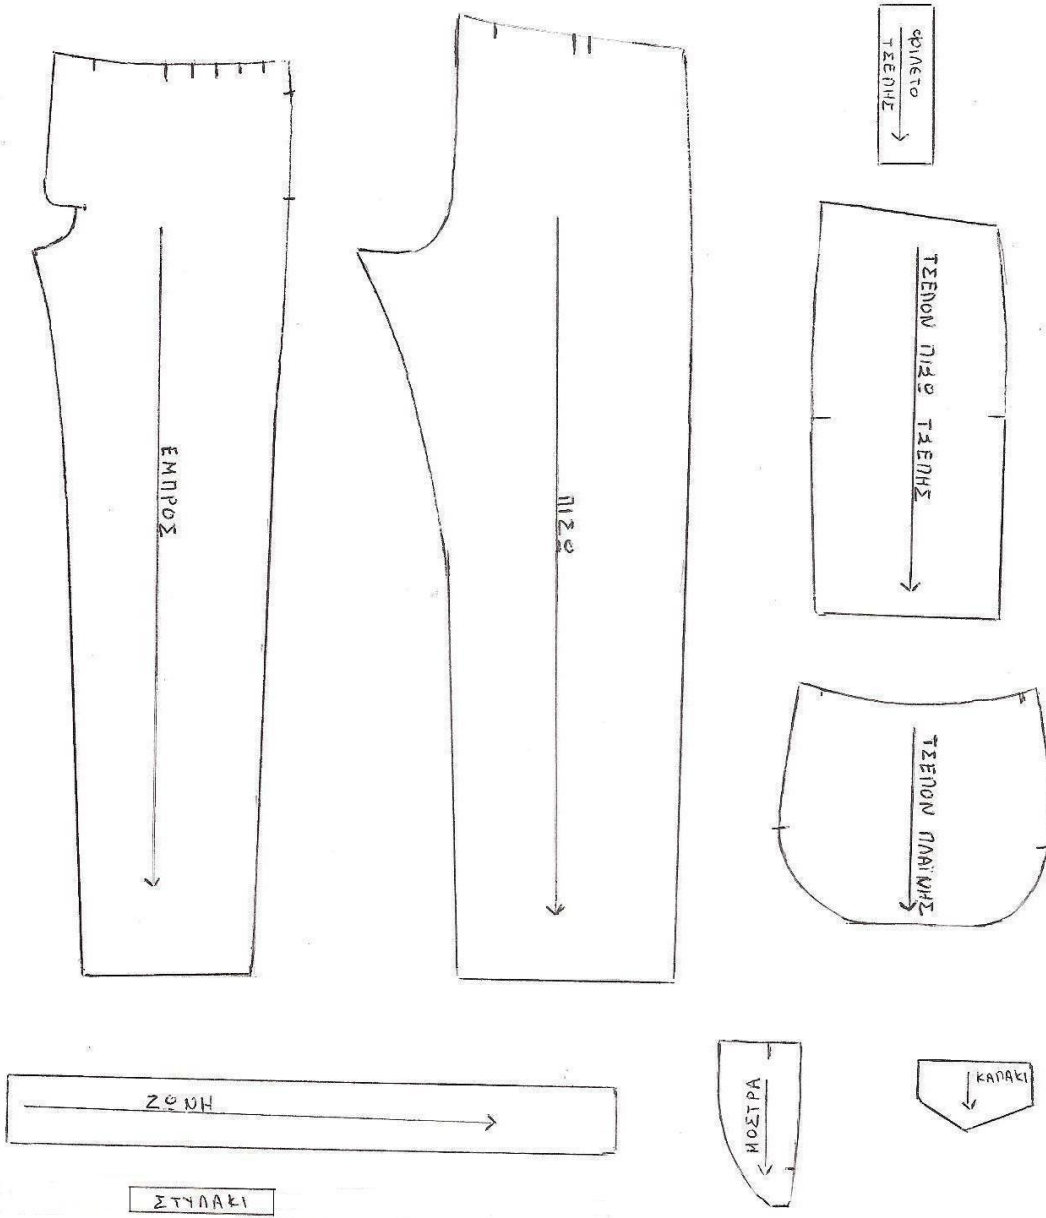 ΦΙΛΕΤΟ
ΤΣΕΠΗΣ
ΤΣΕΠΟΝ ΠΙΣΩ ΤΣΕΠΗΣ
ΕΜΠΡΟΣ
ΠΙΣΩ
ΤΣΕΠΟΝ ΠΛΑΪΝΗΣ
ΖΩΝΗ
ΜΟΣΤΡΑ
ΚΑΠΑΚΙ
ΣΤΥΛΑΚΙ